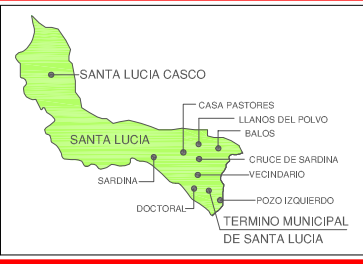 SANTA LUCIA CASCO
CASA PASTORES
LLANOS DEL POLVO
BALOS
SANTA LUCIA
CRUCE DE SARDINA
SARDINA
VECINDARIO
DOCTORAL
POZO IZQUIERDO
TERMINO MUNICIPAL
DE SANTA LUCIA